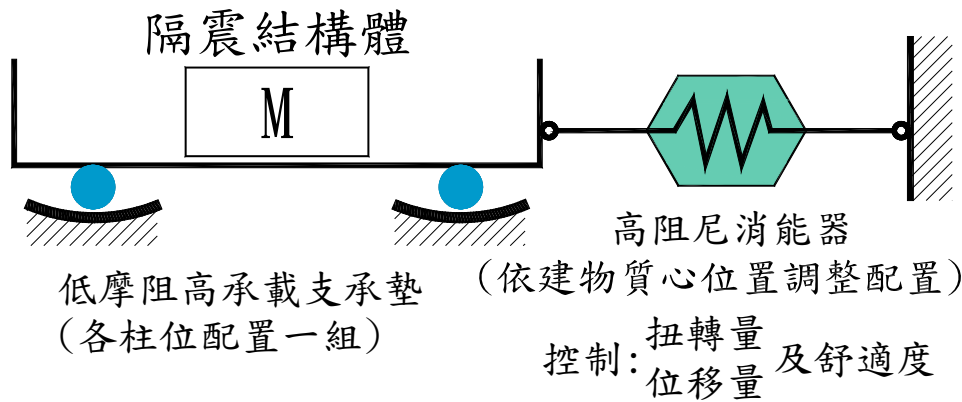 隔震結構體
M
高阻尼消能器
(依建物質心位置調整配置)
低摩阻高承載支承墊
(各柱位配置一組)
控制:扭轉量
位移量
及舒適度